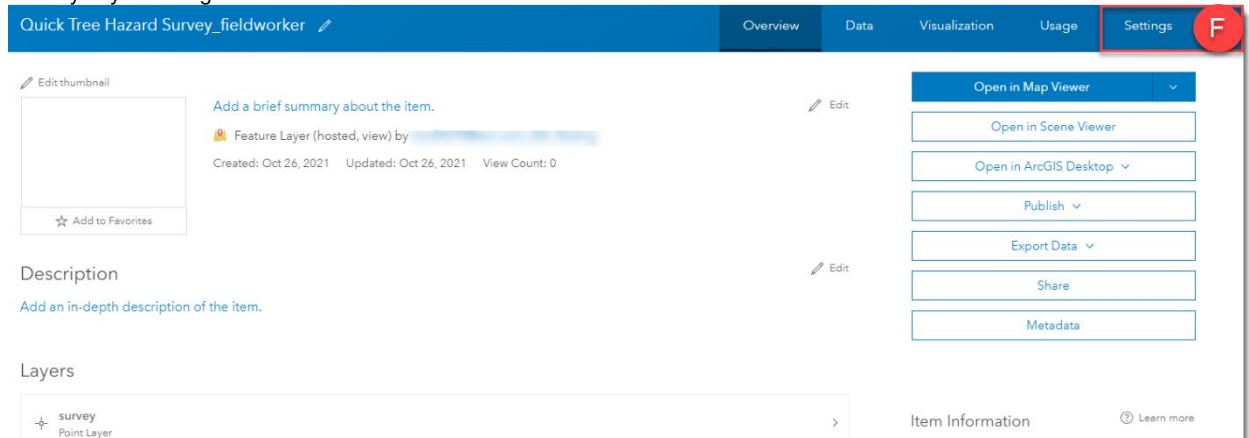 Quick Tree Hazard Survey_fieldworker
Overview Data Visualization Usage Settings F
Edit thumbnail
Add a brief summary about the item.
Edit
Feature Layer (hosted, view) by
Created: Oct 26, 2021 Updated: Oct 26, 2021 View Count: 0
Add to Favorites
Description
Edit
Add an in-depth description of the item.
Layers
survey
Point Layer
Open in Map Viewer
Open in Scene Viewer
Open in ArcGIS Desktop
Publish
Export Data
Share
Metadata
Item Information
Learn more